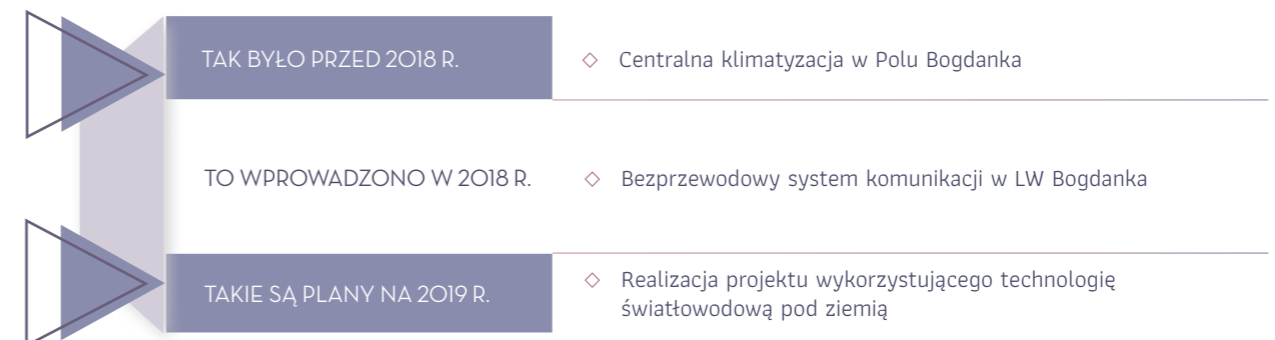 TAK BYŁO PRZED 2018 R.
Centralna klimatyzacja w Polu Bogdanka
TO WPROWADZONO W 2018 R.
Bezprzewodowy system komunikacji w LW Bogdanka
TAKIE SĄ PLANY NA 2019 R.
Realizacja projektu wykorzystującego technologię
światłowodową pod ziemią